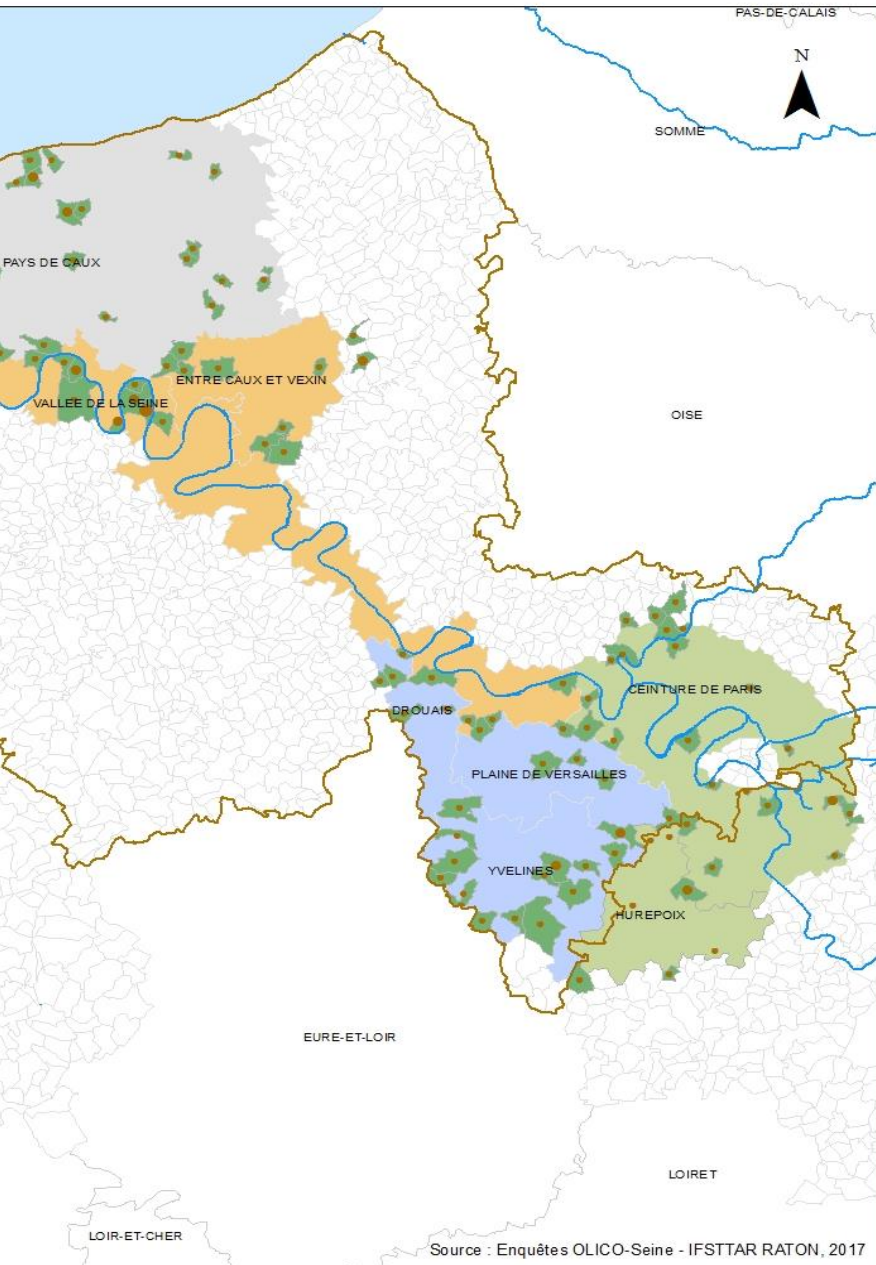 PAS-DE-CALAIS
N
SOMME
PAYS DE CAUX
ENTRE CAUX ET VEXIN
VALLEE DE LA SEINE
OISE
CEINTURE DE PARIS
DROUAIS
PLAINE DE VERSAILLES
YVELINES
HUREPOIX
EURE-ET-LOIR
LOIRET
LOIR-ET-CHER
Source : Enquêtes OLICO-Seine - IFSTTAR RATON, 2017